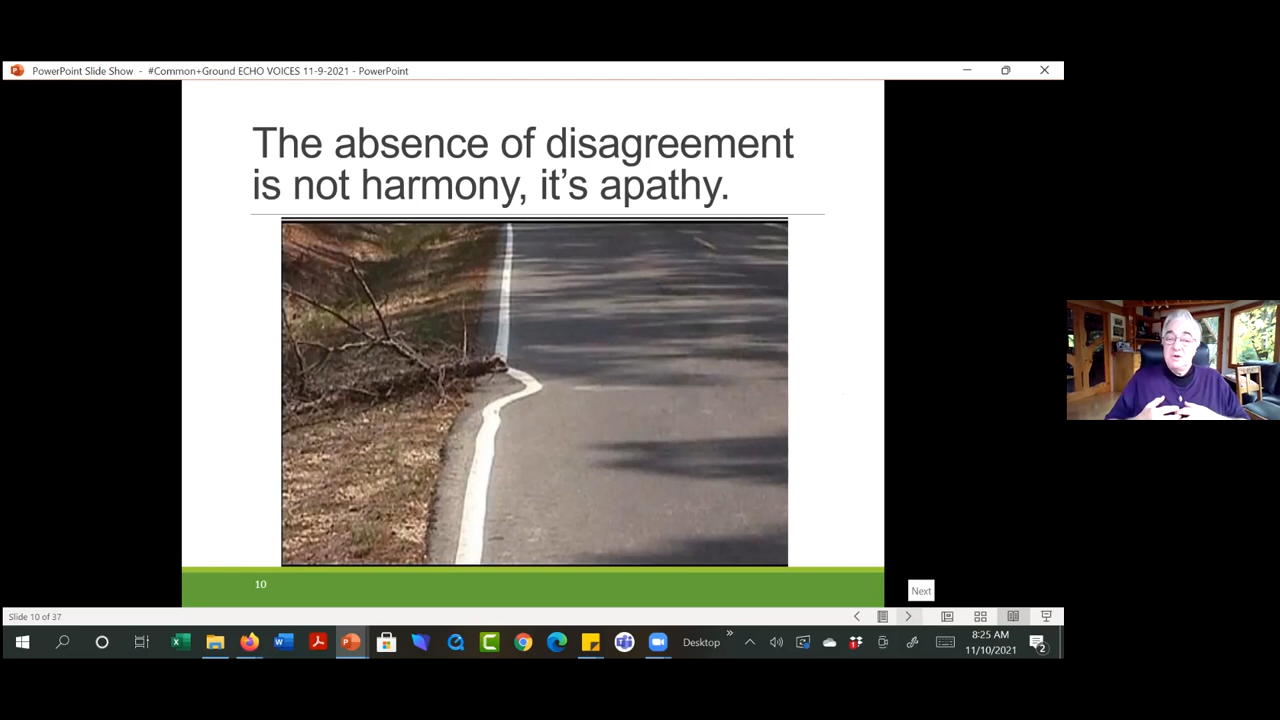 PowerPoint Slide Show - #Common+Ground ECHO VOICES 11-9-2021 - PowerPoint
The absence of disagreement
is not harmony, it’s apathy.
10
Next
Slide 10 of 37
Desktop
»
8:25 AM
11/10/2021
2